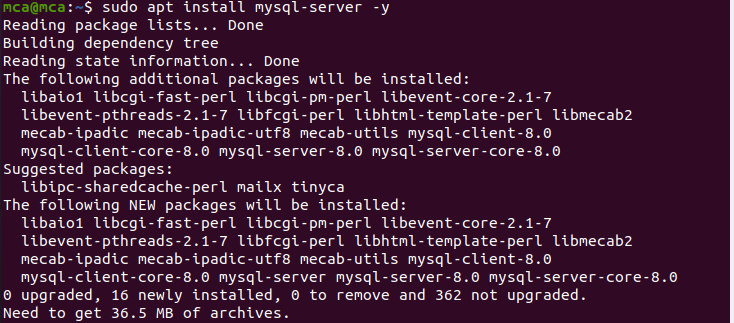 mca@mca:~$ sudo apt install mysql-server -y
Reading package lists... Done
Building dependency tree
Reading state information... Done
The following additional packages will be installed:
  libaio1 libcgi-fast-perl libcgi-pm-perl libevent-core-2.1-7
  libevent-pthreads-2.1-7 libfcgi-perl libhtml-template-perl libmecab2
  mecab-ipadic mecab-ipadic-utf8 mecab-utils mysql-client-8.0
  mysql-client-core-8.0 mysql-server-8.0 mysql-server-core-8.0
Suggested packages:
  libipc-sharedcache-perl mailx tinyca
The following NEW packages will be installed:
  libaio1 libcgi-fast-perl libcgi-pm-perl libevent-core-2.1-7
  libevent-pthreads-2.1-7 libfcgi-perl libhtml-template-perl libmecab2
  mecab-ipadic mecab-ipadic-utf8 mecab-utils mysql-client-8.0
  mysql-client-core-8.0 mysql-server mysql-server-8.0 mysql-server-core-8.0
0 upgraded, 16 newly installed, 0 to remove and 362 not upgraded.
Need to get 36.5 MB of archives.